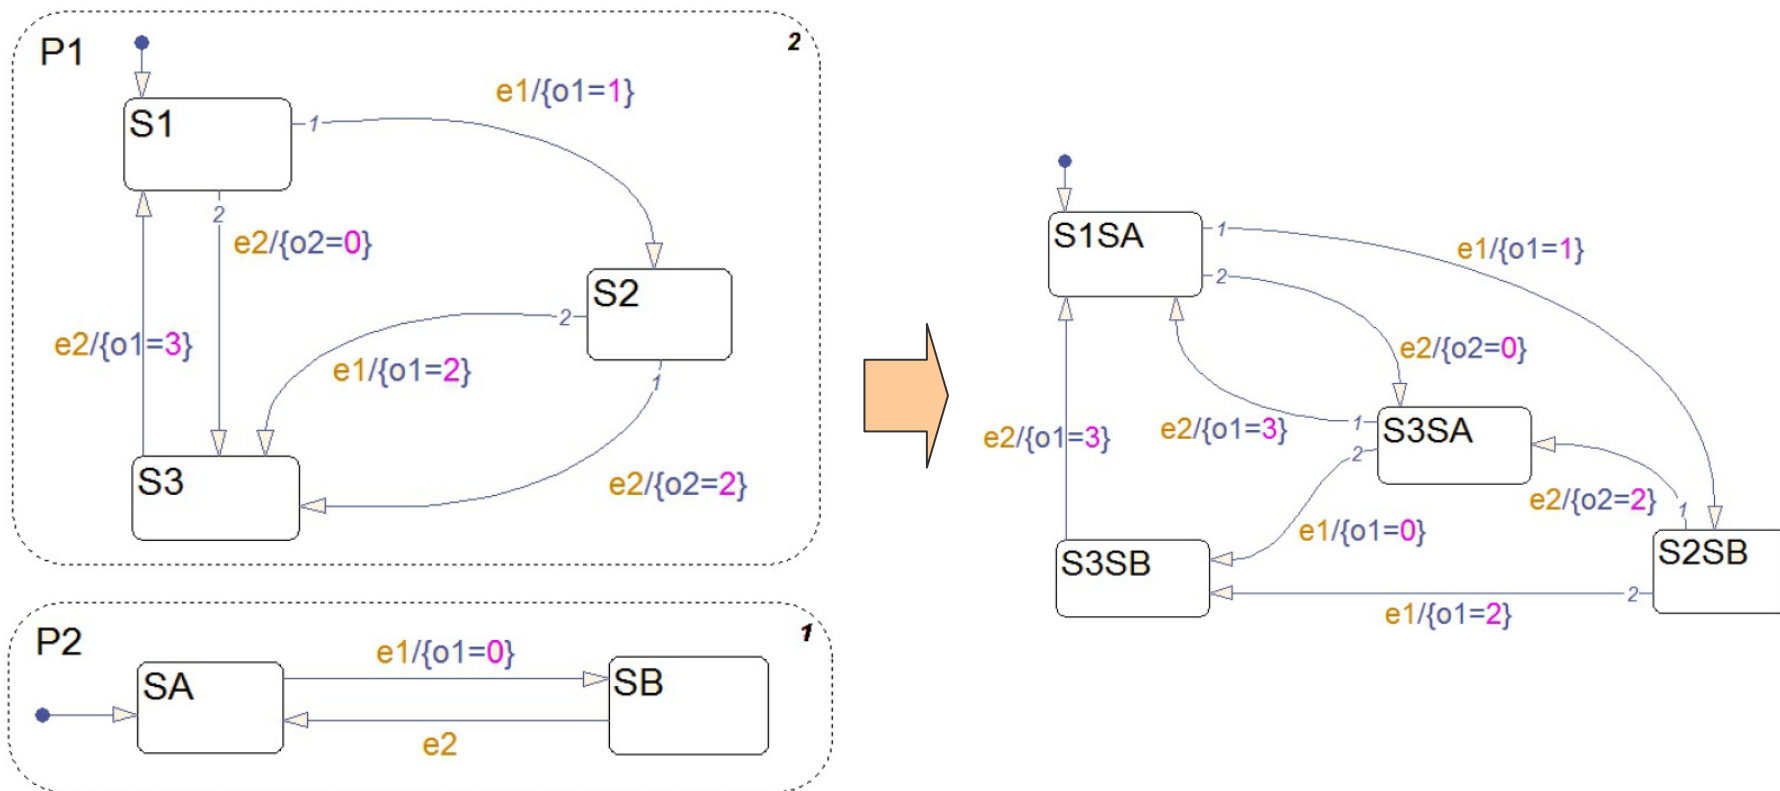 P1
2
S1
1
e1/{o1=1}
2
e2/{o2=0}
S2
2
e2/{o1=3}
e1/{o1=2}
1
S3
e2/{o2=2}
P2
1
e1/{o1=0}
SA
SB
e2
S1SA
1
e1/{o1=1}
2
e2/{o2=0}
e2/{o1=3}
e2/{o1=3}
1
S3SA
2
e2/{o2=2}
1
e1/{o1=0}
S3SB
S2SB
2
e1/{o1=2}